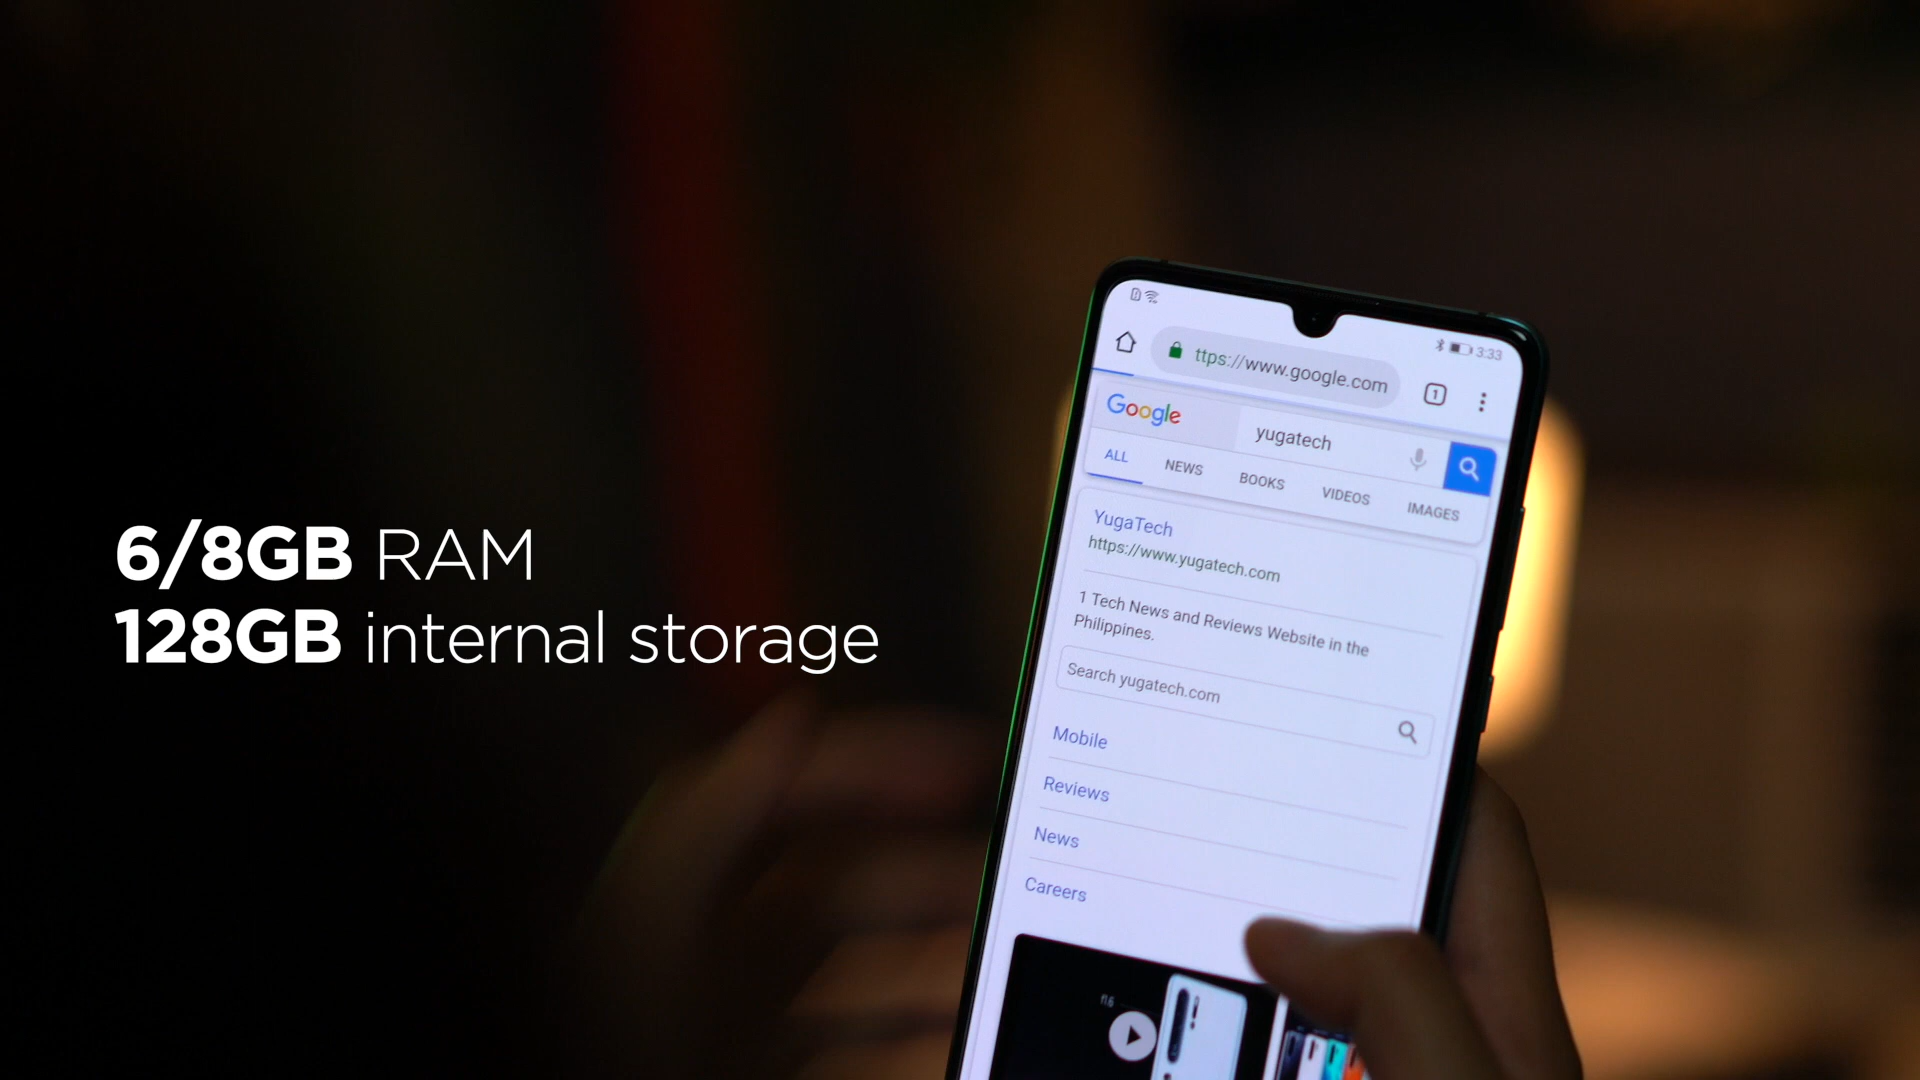 6/8GB RAM
128GB internal storage
3:33
ttps://www.google.com
1
Google
yugatech
ALL NEWS BOOKS VIDEOS IMAGES
YugaTech
https://www.yugatech.com
1 Tech News and Reviews Website in the
Philippines.
Search yugatech.com
Mobile
Reviews
News
Careers